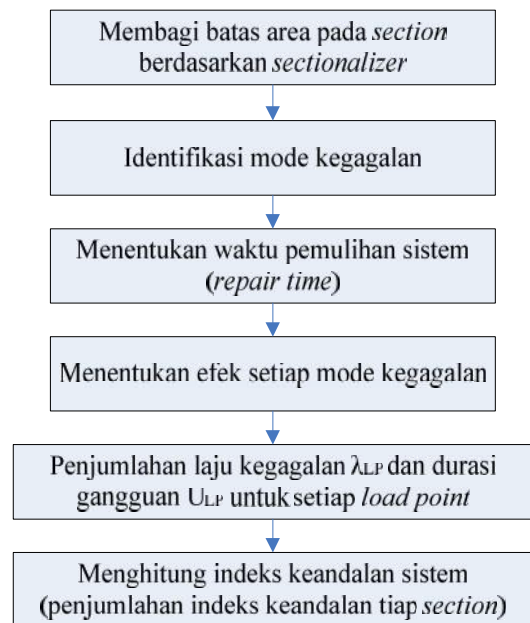 Membagi batas area pada section
berdasarkan sectionalizer
Identifikasi mode kegagalan
Menentukan waktu pemulihan sistem
(repair time)
Menentukan efek setiap mode kegagalan
Penjumlahan laju kegagalan λLP dan durasi
gangguan ULP untuk setiap load point
Menghitung indeks keandalan sistem
(penjumlahan indeks keandalan tiap section)